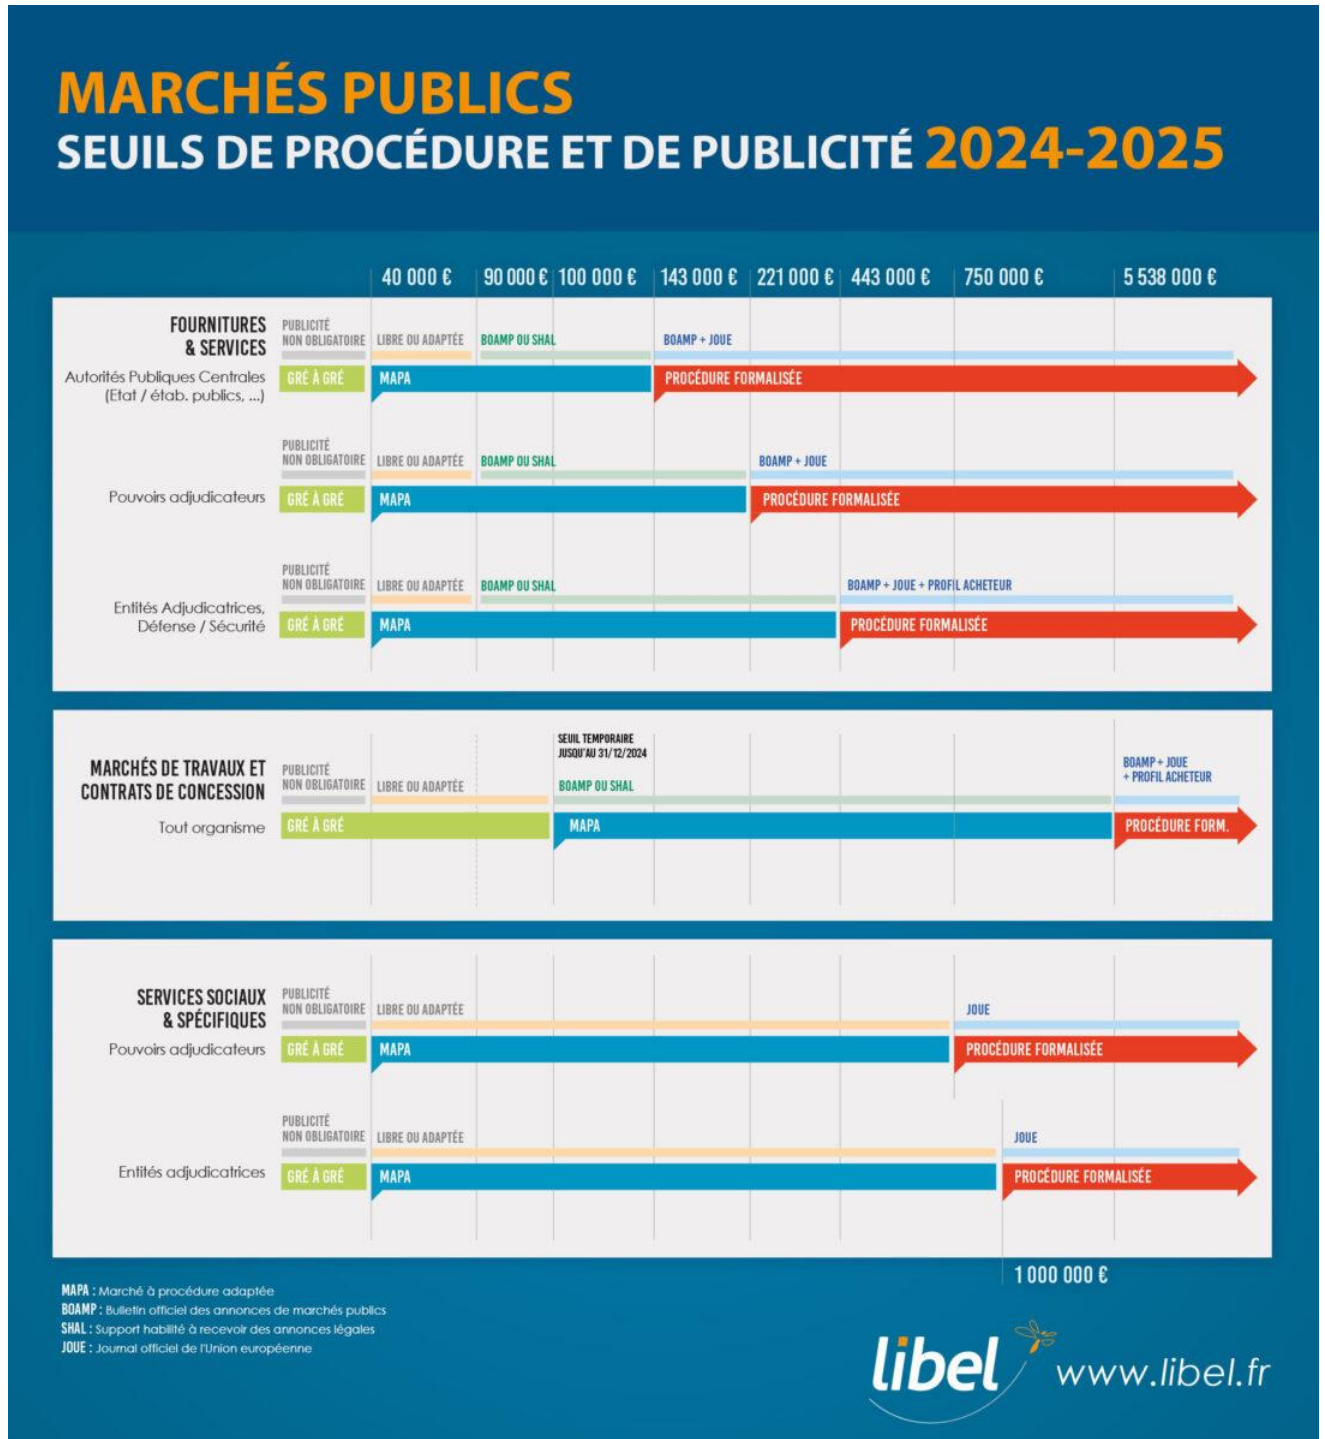 MARCHÉS PUBLICS
SEUILS DE PROCÉDURE ET DE PUBLICITÉ 2024-2025
40 000 € 90 000 € 100 000 € 143 000 € 221 000 € 443 000 € 750 000 € 5 538 000 €
FOURNITURES
& SERVICES
Autorités Publiques Centrales
(Etat / étab. publics, ...)
PUBLICITÉ
NON OBLIGATOIRE
LIBRE OU ADAPTÉE
BOAMP OU SHAL
BOAMP + JOUE
GRÉ À GRÉ
MAPA
PROCÉDURE FORMALISÉE
Pouvoirs adjudicateurs
PUBLICITÉ
NON OBLIGATOIRE
LIBRE OU ADAPTÉE
BOAMP OU SHAL
BOAMP + JOUE
GRÉ À GRÉ
MAPA
PROCÉDURE FORMALISÉE
Entités Adjudicatrices,
Défense / Sécurité
PUBLICITÉ
NON OBLIGATOIRE
LIBRE OU ADAPTÉE
BOAMP OU SHAL
BOAMP + JOUE + PROFIL ACHETEUR
GRÉ À GRÉ
MAPA
PROCÉDURE FORMALISÉE
MARCHÉS DE TRAVAUX ET
CONTRATS DE CONCESSION
Tout organisme
PUBLICITÉ
NON OBLIGATOIRE
LIBRE OU ADAPTÉE
SEUIL TEMPORAIRE
JUSQU'AU 31/12/2024
BOAMP OU SHAL
BOAMP + JOUE
+ PROFIL ACHETEUR
GRÉ À GRÉ
MAPA
PROCÉDURE FORM.
SERVICES SOCIAUX
& SPÉCIFIQUES
Pouvoirs adjudicateurs
PUBLICITÉ
NON OBLIGATOIRE
LIBRE OU ADAPTÉE
JOUE
GRÉ À GRÉ
MAPA
PROCÉDURE FORMALISÉE
Entités adjudicatrices
PUBLICITÉ
NON OBLIGATOIRE
LIBRE OU ADAPTÉE
JOUE
GRÉ À GRÉ
MAPA
PROCÉDURE FORMALISÉE
1 000 000 €
MAPA : Marché à procédure adaptée
BOAMP : Bulletin officiel des annonces de marchés publics
SHAL : Support habilité à recevoir des annonces légales
JOUE : Journal officiel de l'Union européenne
libel www.libel.fr